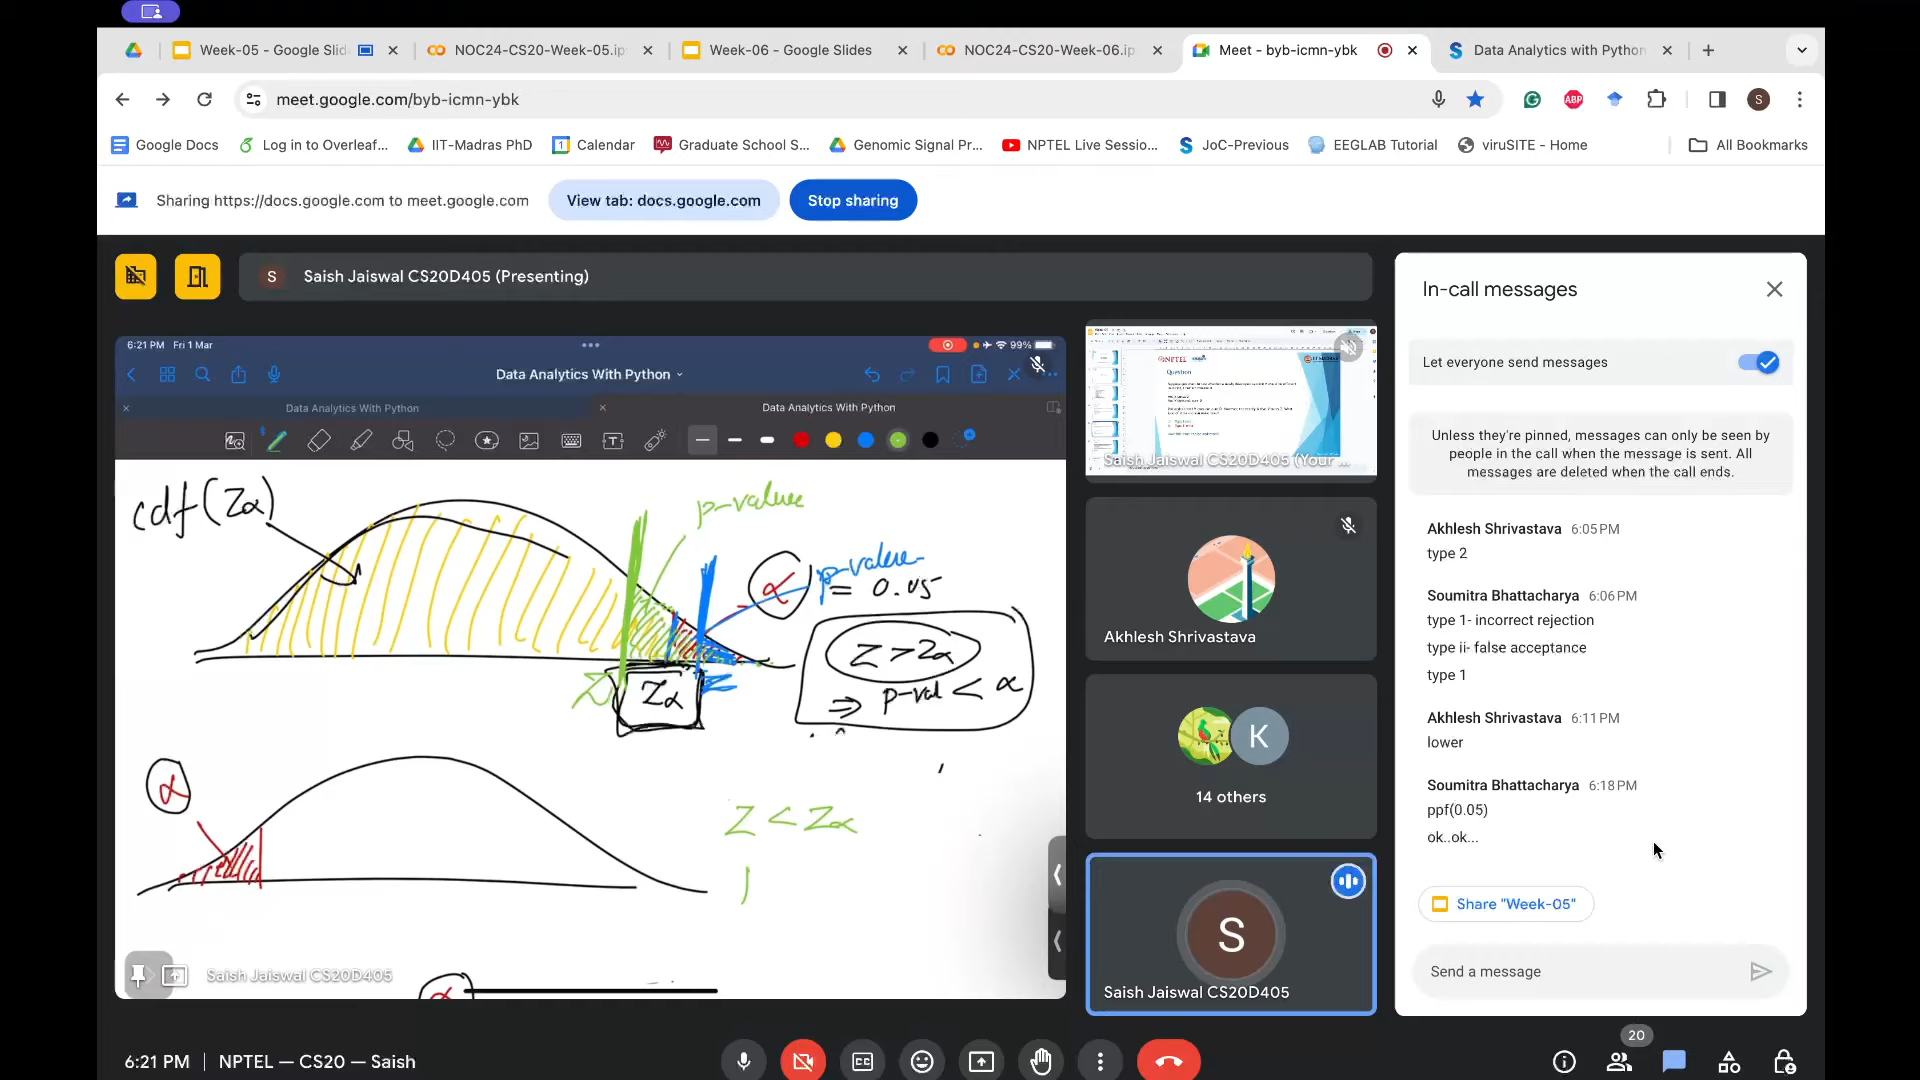 Week-05 - Google Slid
NOC24-CS20-Week-05.ip
Week-06 - Google Slides
NOC24-CS20-Week-06.ip
Meet - byb-icmn-ybk
Data Analytics with Python
meet.google.com/byb-icmn-ybk
ABP
S
Google Docs
Log in to Overleaf...
IIT-Madras PhD
Calendar
Graduate School S...
Genomic Signal Pr...
NPTEL Live Sessio...
JoC-Previous
EEGLAB Tutorial
viruSITE - Home
All Bookmarks
Sharing https://docs.google.com to meet.google.com
View tab: docs.google.com
Stop sharing
S
Saish Jaiswal CS20D405 (Presenting)
6:21 PM Fri 1 Mar
99%
Data Analytics With Python
Data Analytics With Python
Data Analytics With Python
cdf(Zα)
p-value
α
p-value
= 0.05
Z > Zα
⇒ p-val < α
Z
Zα
Z
α
Z < Zα
α
Saish Jaiswal CS20D405
NPTEL
Question
Saish Jaiswal CS20D405 (Your ...
Akhlesh Shrivastava
K
14 others
S
Saish Jaiswal CS20D405
In-call messages
Let everyone send messages
Unless they're pinned, messages can only be seen by
people in the call when the message is sent. All
messages are deleted when the call ends.
Akhlesh Shrivastava 6:05 PM
type 2
Soumitra Bhattacharya 6:06 PM
type 1- incorrect rejection
type ii- false acceptance
type 1
Akhlesh Shrivastava 6:11 PM
lower
Soumitra Bhattacharya 6:18 PM
ppf(0.05)
ok..ok...
Share "Week-05"
Send a message
6:21 PM | NPTEL — CS20 — Saish
20